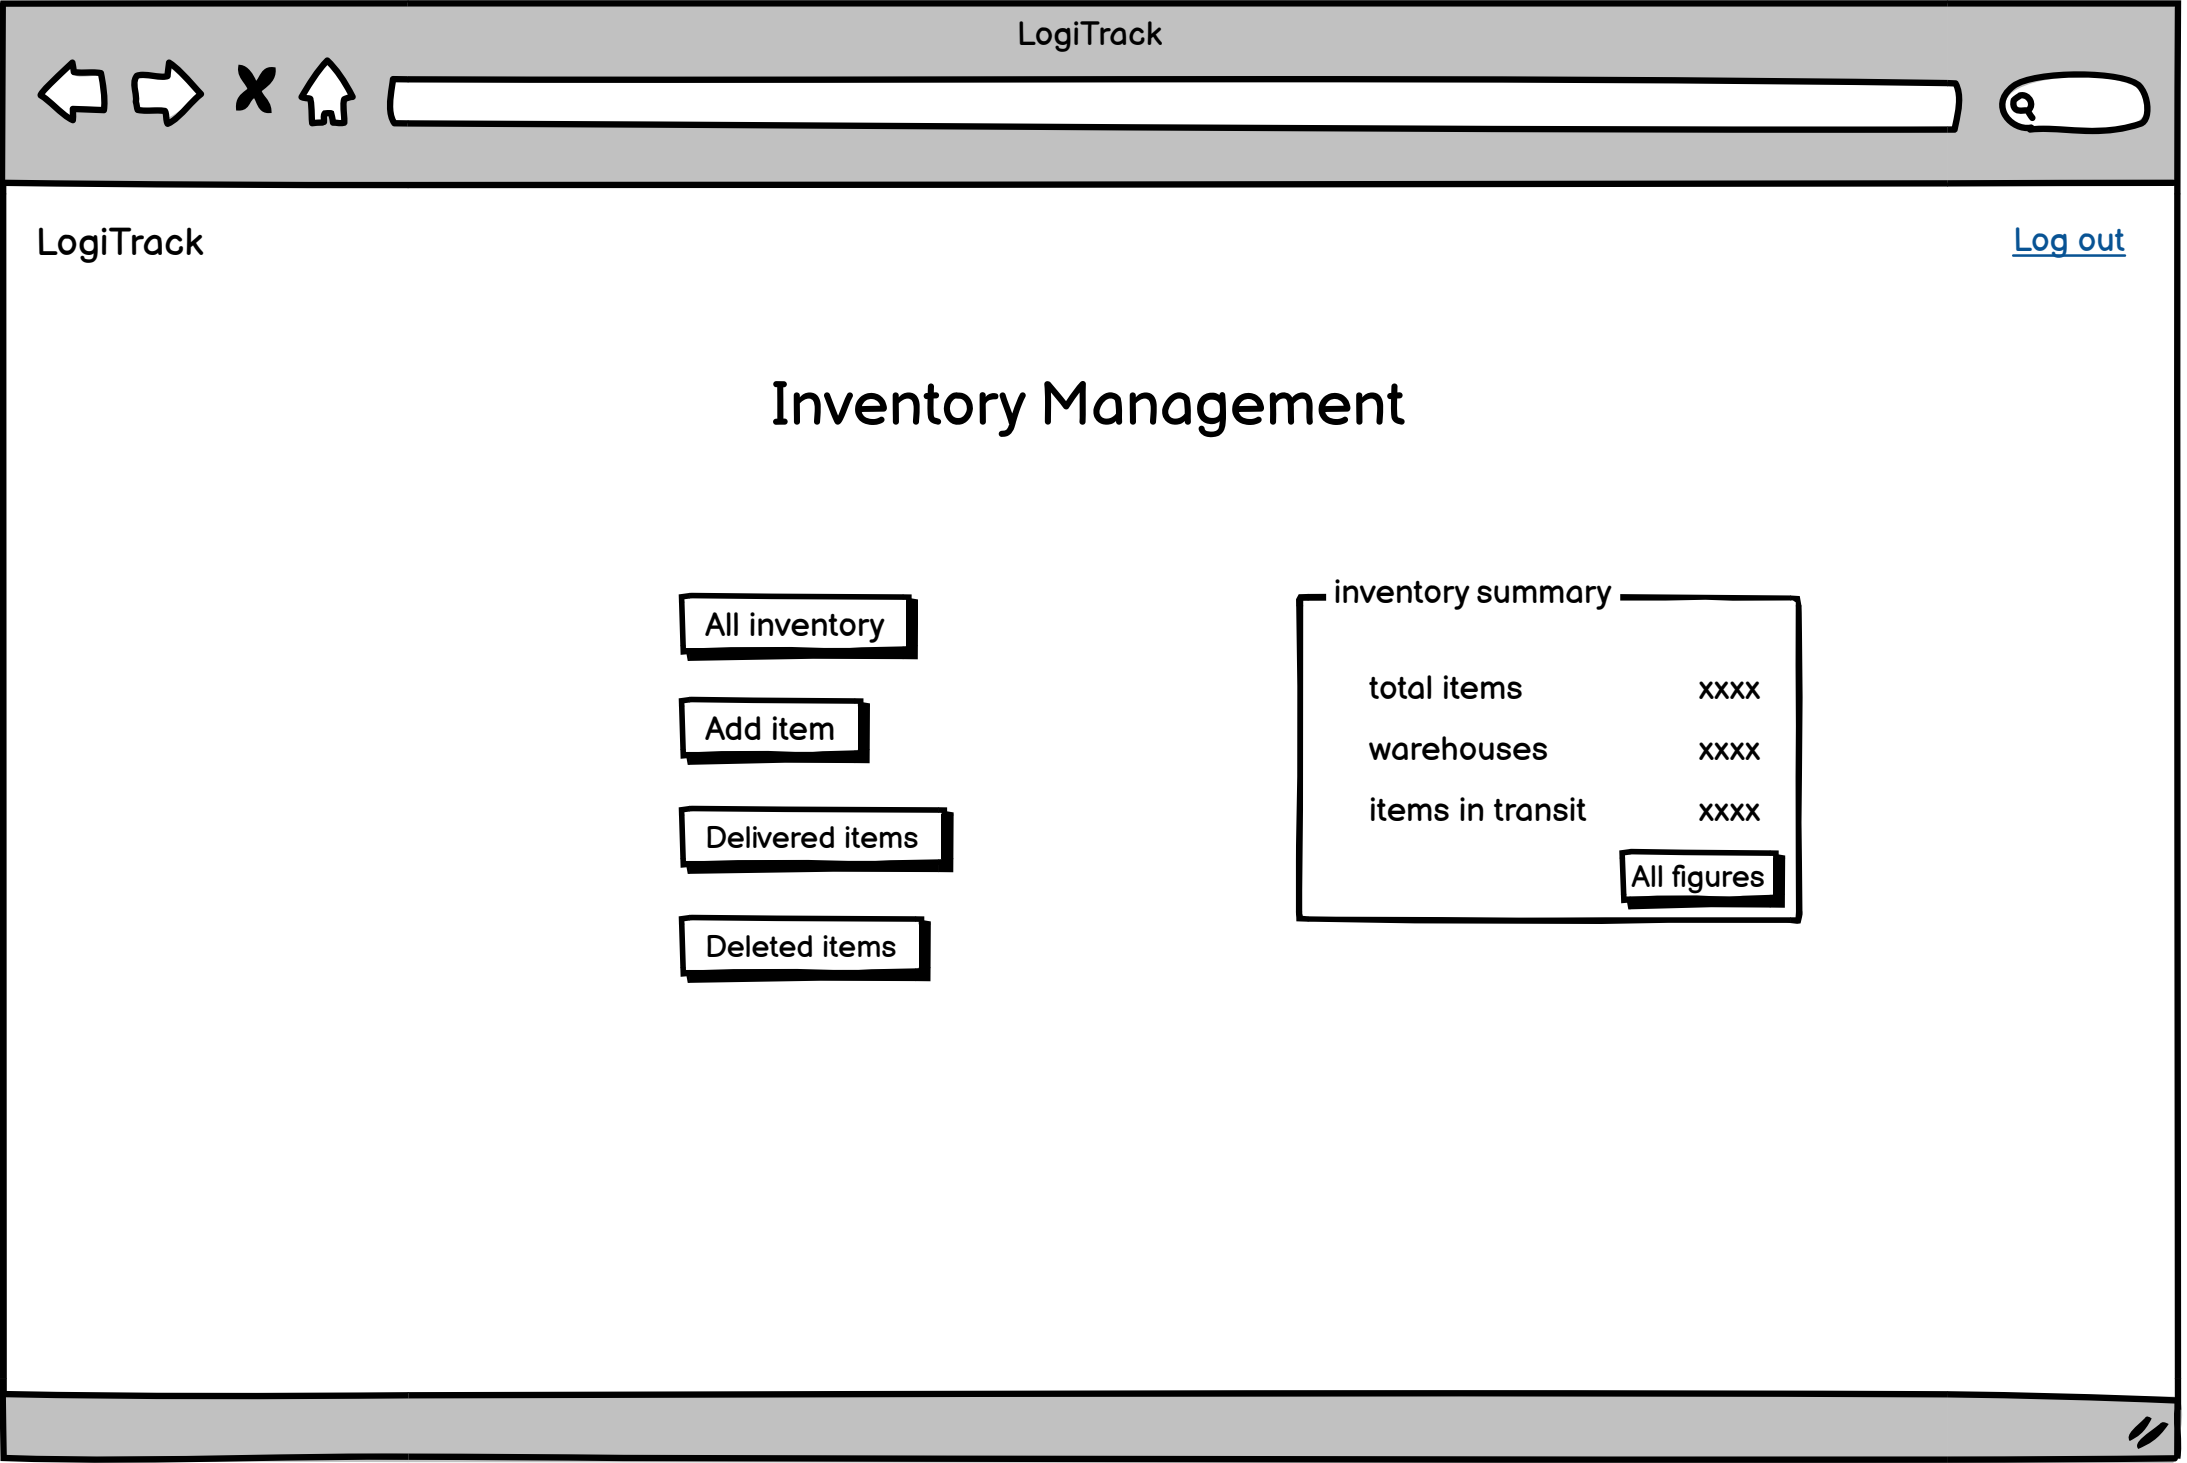 LogiTrack
LogiTrack
Log out
Inventory Management
All inventory
Add item
Delivered items
Deleted items
inventory summary
total items xxxx
warehouses xxxx
items in transit xxxx
All figures